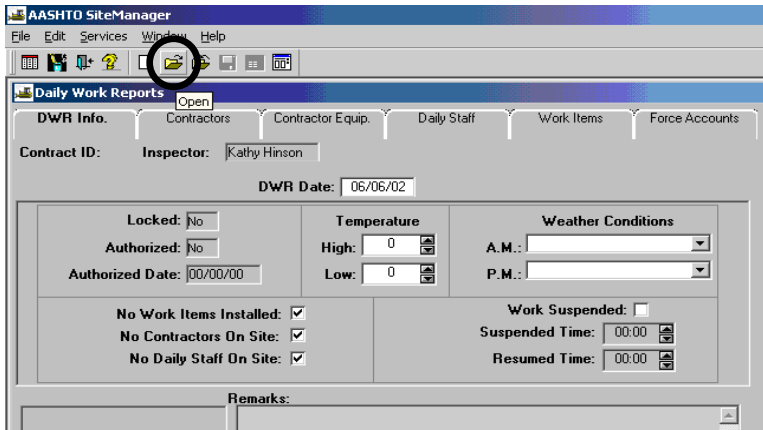 AASHTO SiteManager
File Edit Services Window Help
Daily Work Reports
Open
DWR Info. Contractors Contractor Equip. Daily Staff Work Items Force Accounts
Contract ID: Inspector: Kathy Hinson
DWR Date: 06/06/02
Locked: No Temperature Weather Conditions
Authorized: No High: 0 A.M.:
Authorized Date: 00/00/00 Low: 0 P.M.:
No Work Items Installed: Work Suspended:
No Contractors On Site: Suspended Time: 00:00
No Daily Staff On Site: Resumed Time: 00:00
Remarks: